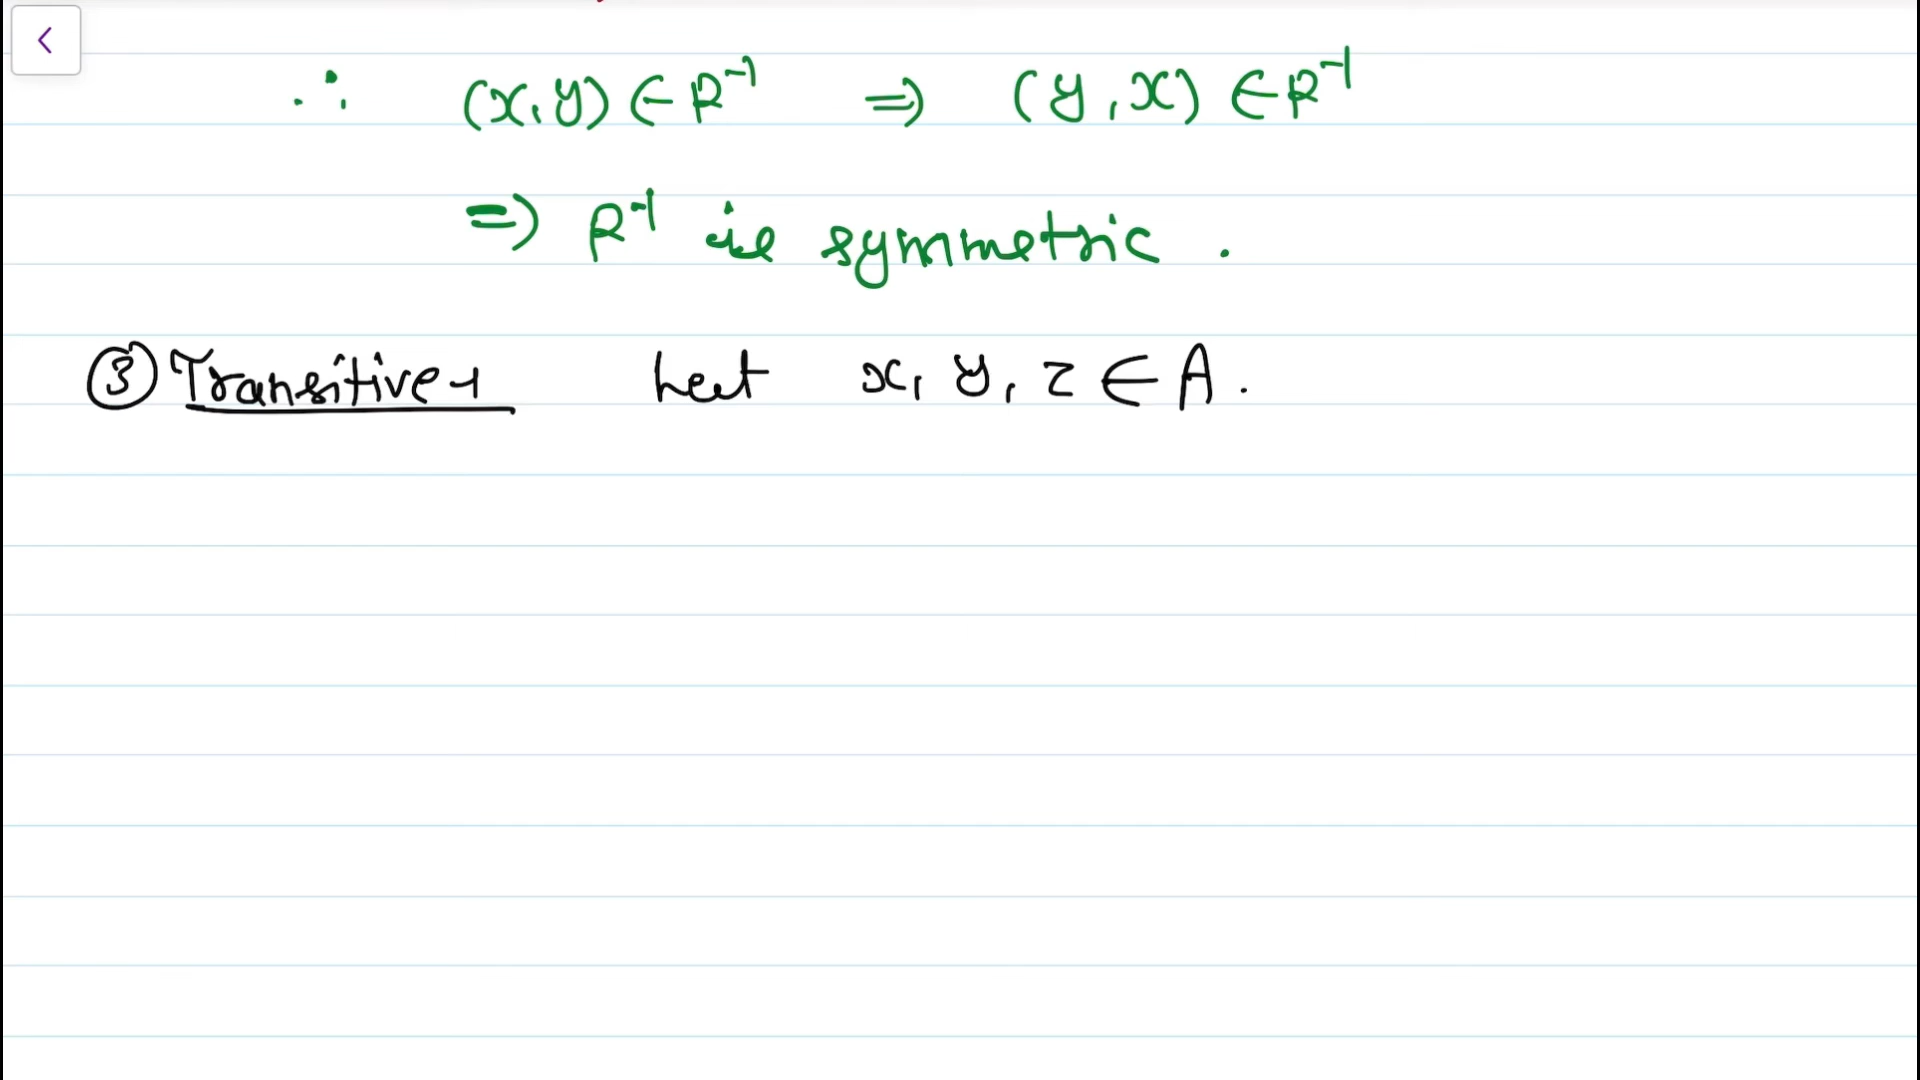 ∴ (x, y) ∈ R⁻¹ ⇒ (y, x) ∈ R⁻¹
⇒ R⁻¹ is symmetric .
③ Transitive- Let x, y, z ∈ A.